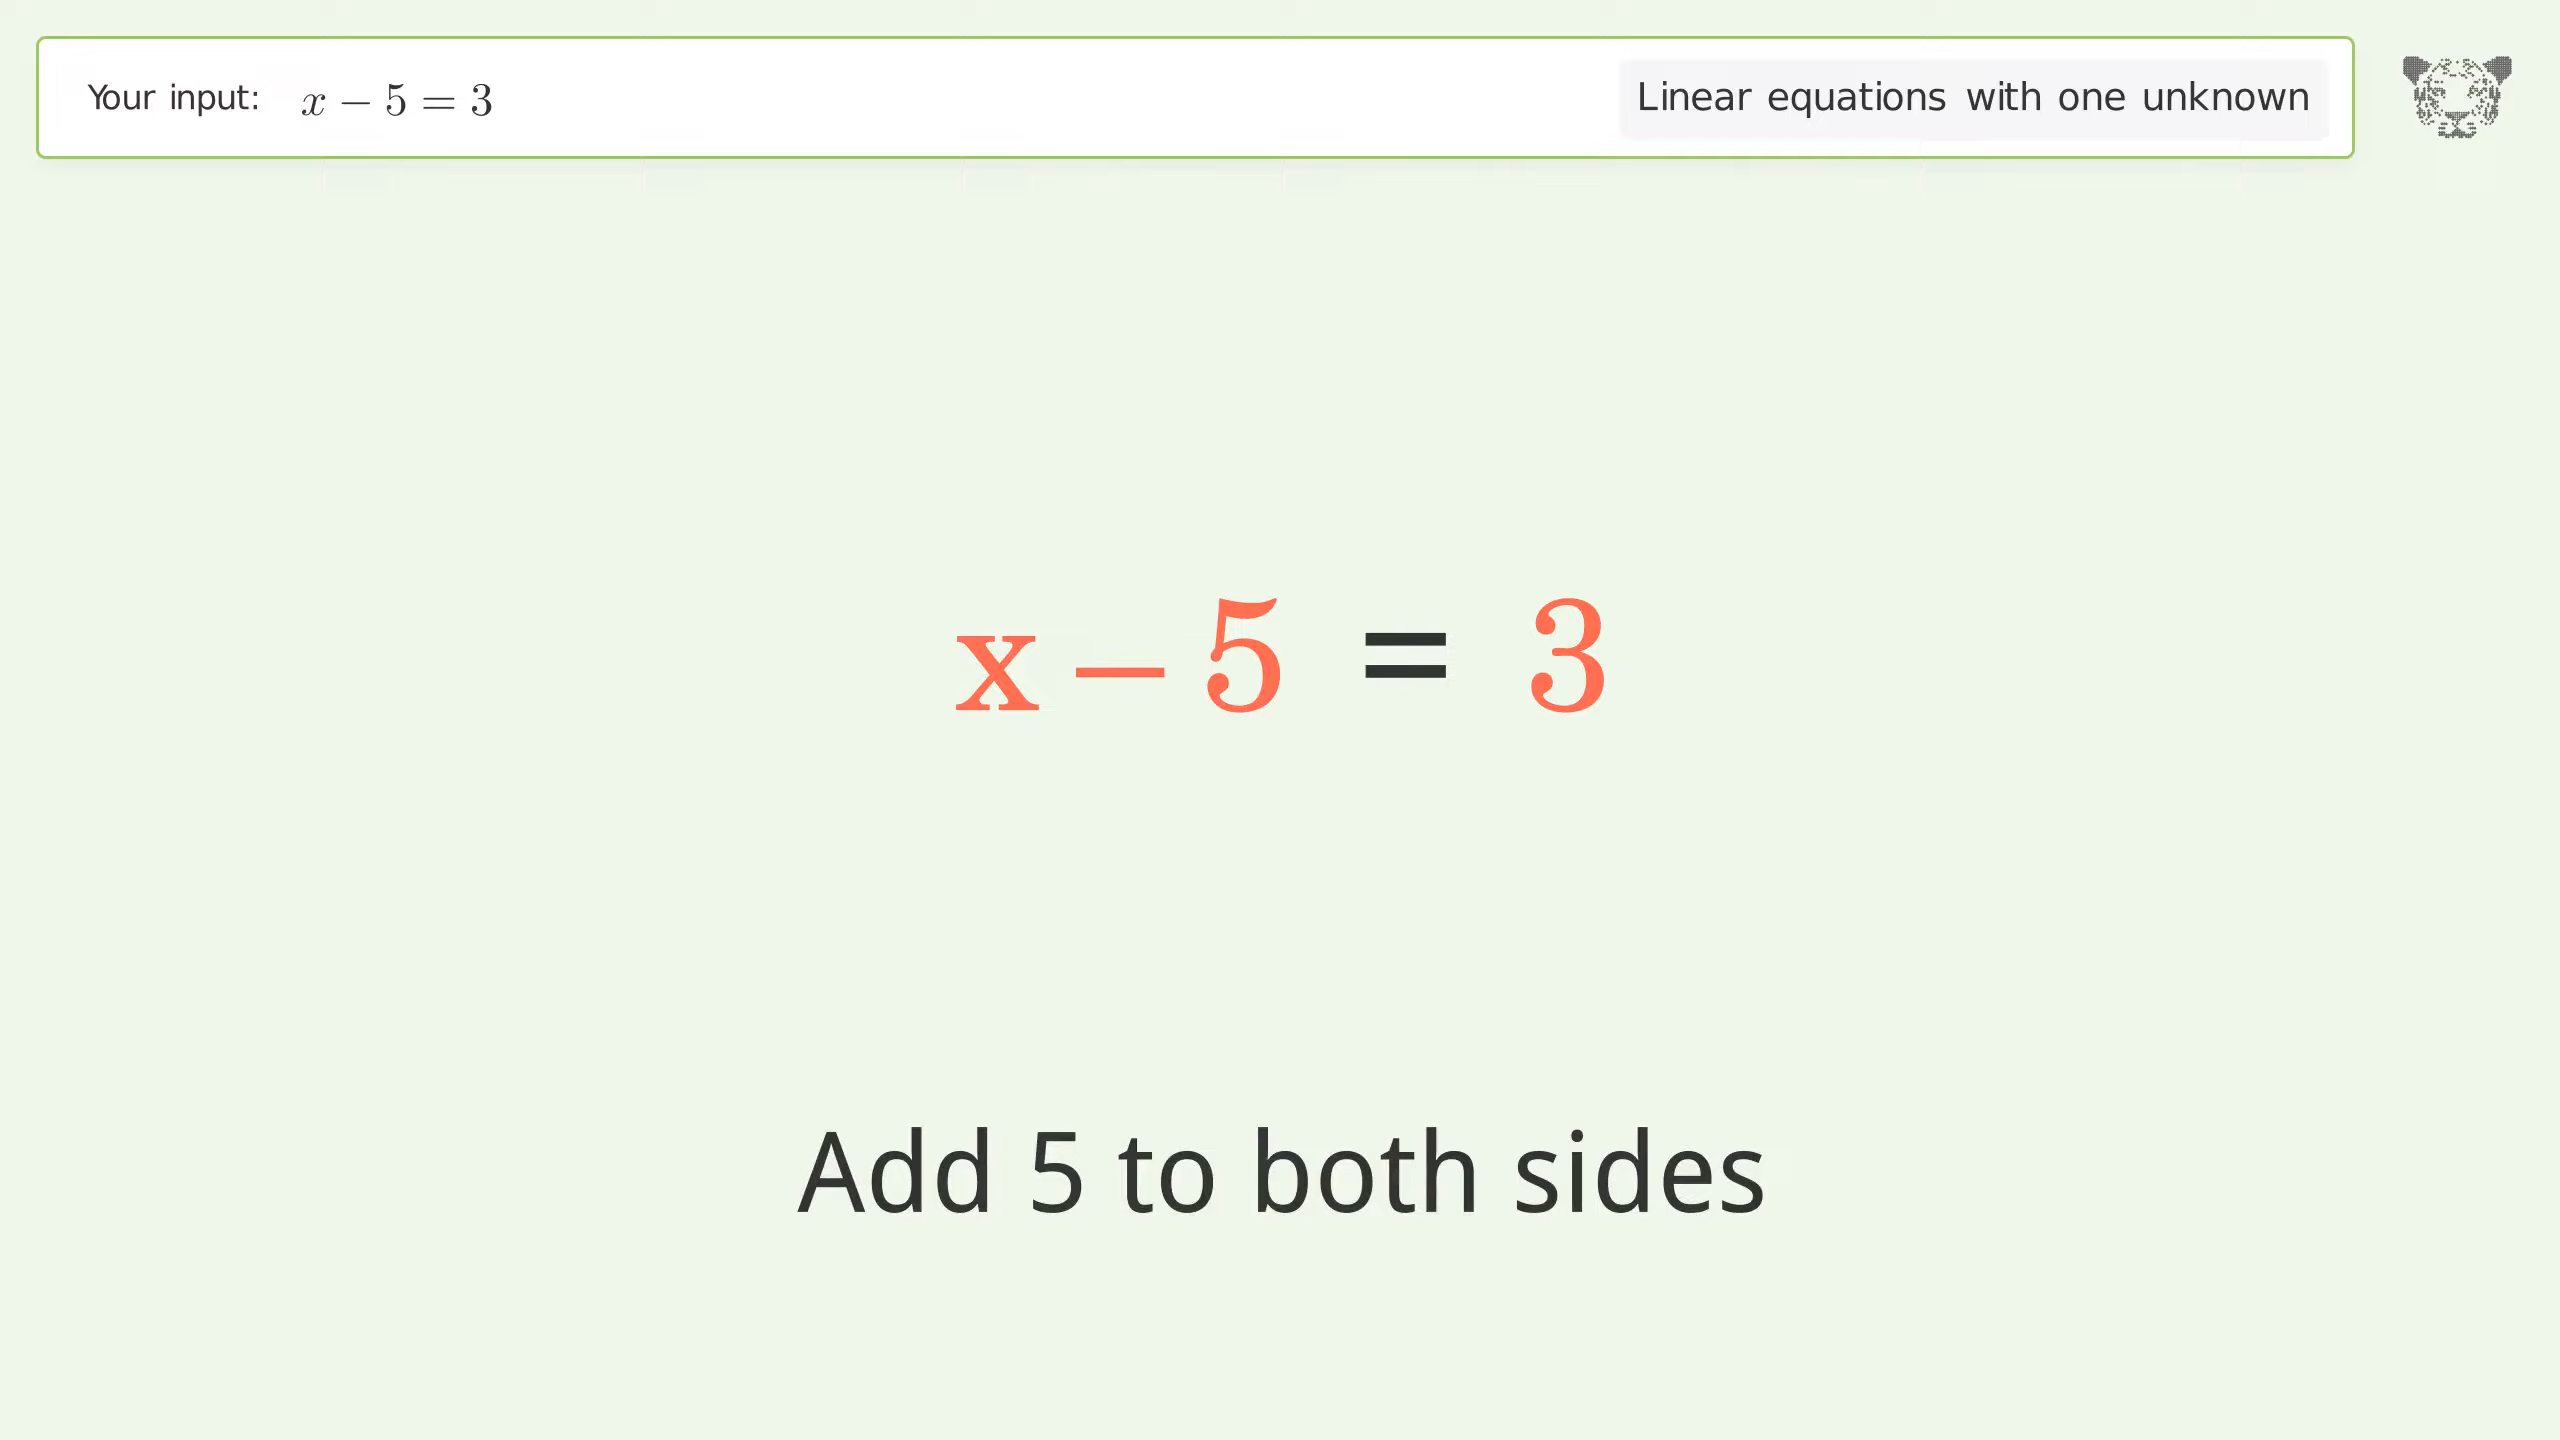 Your input: x − 5 = 3
Linear equations with one unknown
x − 5 = 3
Add 5 to both sides